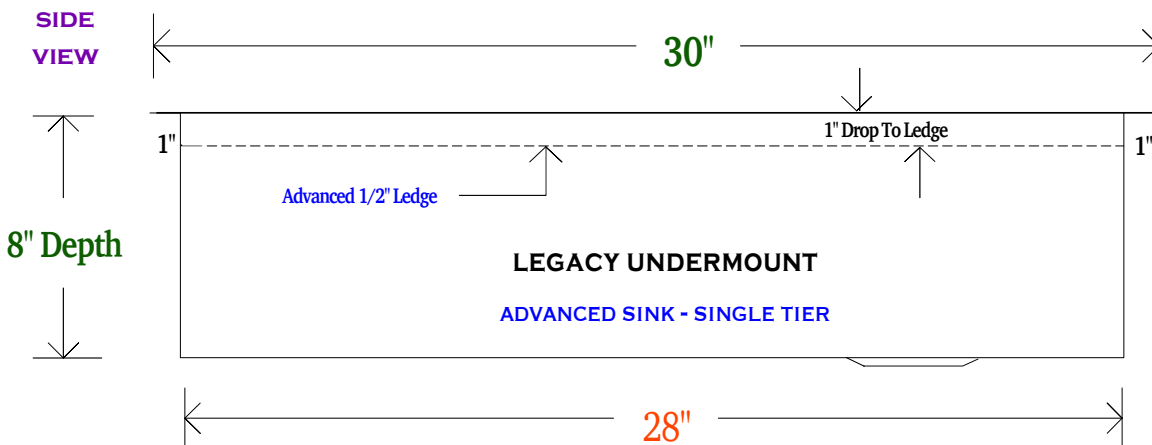 SIDE
VIEW
30"
1" Drop To Ledge
1"
1"
Advanced 1/2" Ledge
8" Depth
LEGACY UNDERMOUNT
ADVANCED SINK - SINGLE TIER
28"